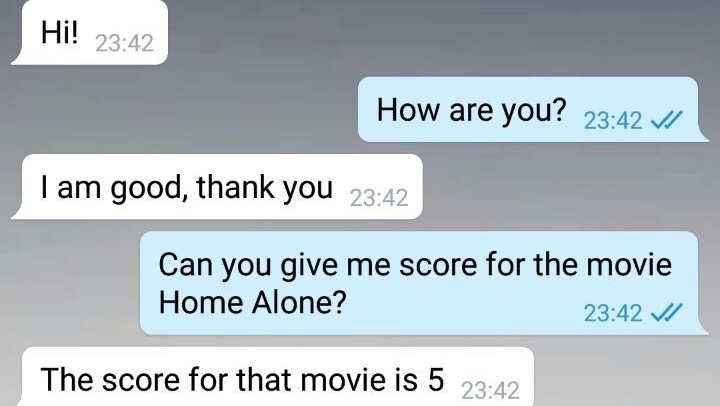 Hi! 23:42
How are you? 23:42
I am good, thank you 23:42
Can you give me score for the movie
Home Alone? 23:42
The score for that movie is 5 23:42